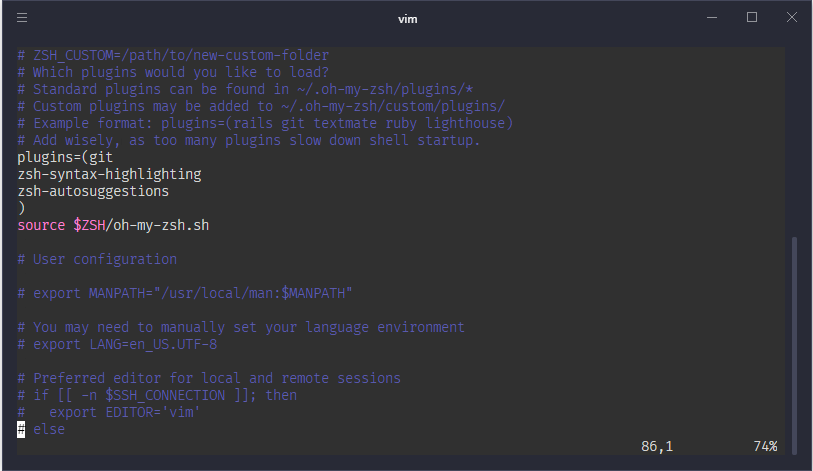 vim
# ZSH_CUSTOM=/path/to/new-custom-folder
# Which plugins would you like to load?
# Standard plugins can be found in ~/.oh-my-zsh/plugins/*
# Custom plugins may be added to ~/.oh-my-zsh/custom/plugins/
# Example format: plugins=(rails git textmate ruby lighthouse)
# Add wisely, as too many plugins slow down shell startup.
plugins=(git
zsh-syntax-highlighting
zsh-autosuggestions
)
source $ZSH/oh-my-zsh.sh
# User configuration
# export MANPATH="/usr/local/man:$MANPATH"
# You may need to manually set your language environment
# export LANG=en_US.UTF-8
# Preferred editor for local and remote sessions
# if [[ -n $SSH_CONNECTION ]]; then
#   export EDITOR='vim'
# else
86,1 74%